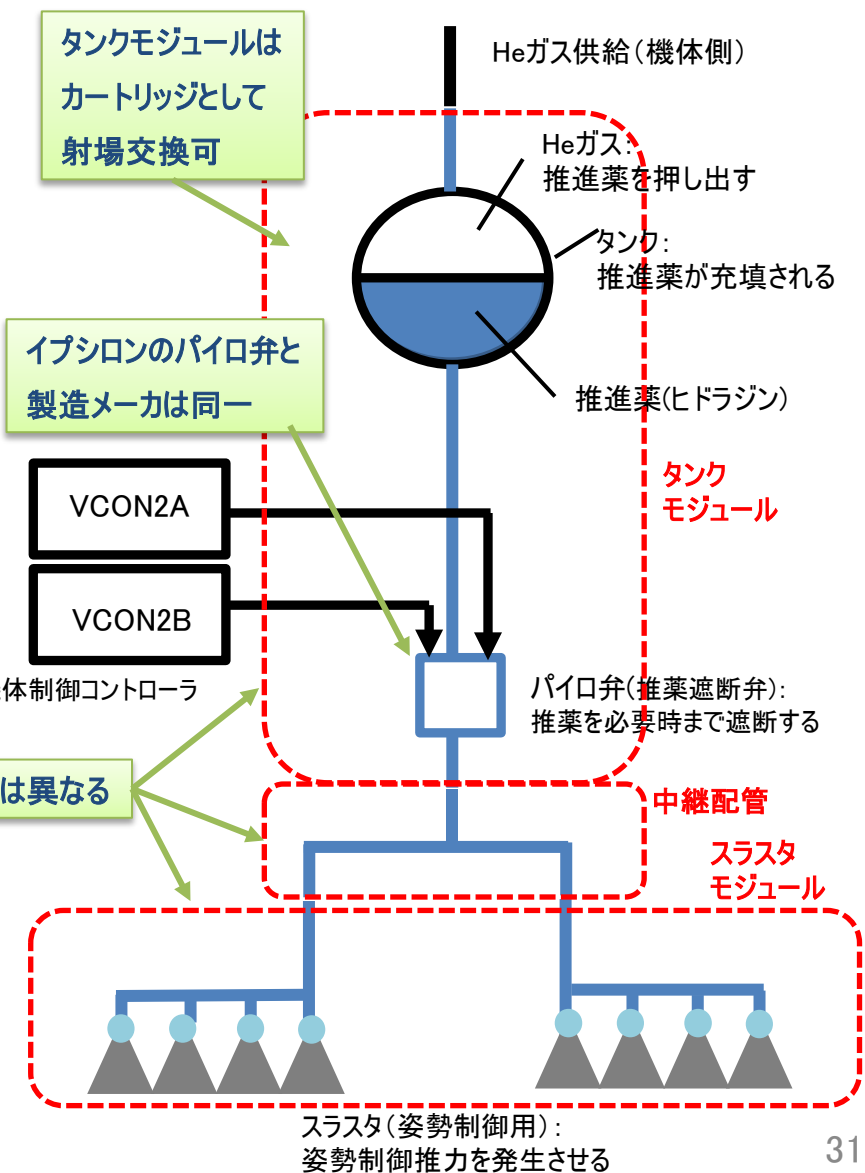 タンクモジュールは
カートリッジとして
射場交換可
Heガス供給(機体側)
Heガス:
推進薬を押し出す
タンク:
推進薬が充填される
イプシロンのパイロ弁と
製造メーカは同一
推進薬(ヒドラジン)
タンク
モジュール
VCON2A
VCON2B
体制御コントローラ
パイロ弁(推薬遮断弁):
推薬を必要時まで遮断する
は異なる
中継配管
スラスタ
モジュール
スラスタ(姿勢制御用):
姿勢制御推力を発生させる
31